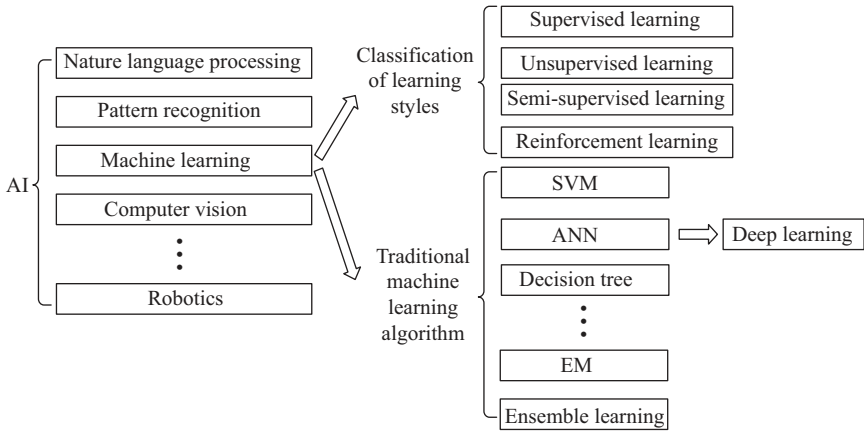 AI
Nature language processing
Pattern recognition
Machine learning
Computer vision
Robotics
Classification
of learning
styles
Supervised learning
Unsupervised learning
Semi-supervised learning
Reinforcement learning
Traditional
machine
learning
algorithm
SVM
ANN
Deep learning
Decision tree
EM
Ensemble learning